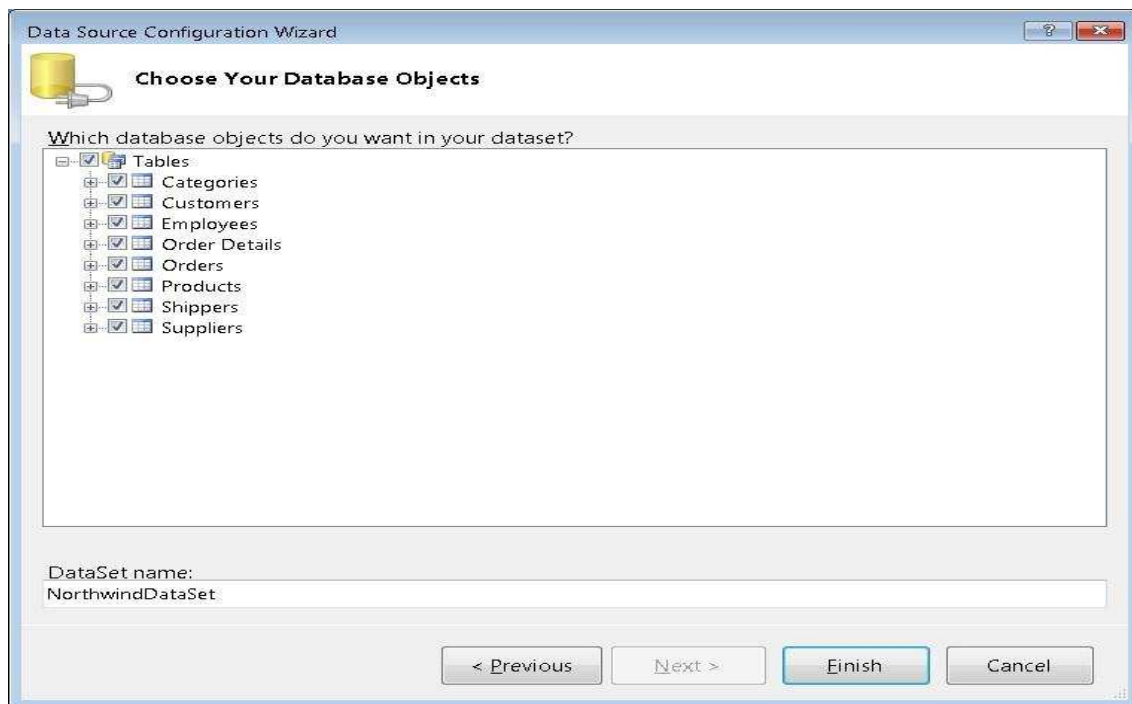 Data Source Configuration Wizard
?
Choose Your Database Objects
Which database objects do you want in your dataset?
Tables
Categories
Customers
Employees
Order Details
Orders
Products
Shippers
Suppliers
DataSet name:
NorthwindDataSet
< Previous
Next >
Finish
Cancel